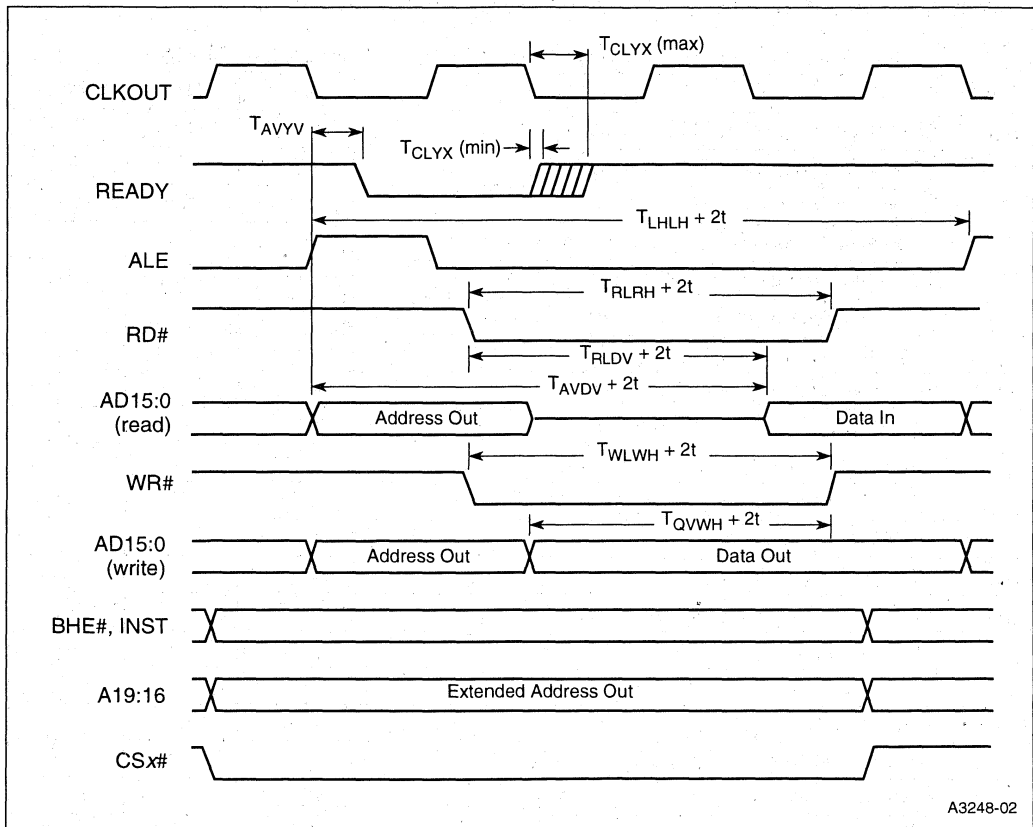 T_CLYX (max)
CLKOUT
T_AVYV
T_CLYX (min)
READY
T_LHLH + 2t
ALE
T_RLRH + 2t
RD#
T_RLDV + 2t
T_AVDV + 2t
AD15:0
(read)
Address Out
Data In
T_WLWH + 2t
WR#
T_QVWH + 2t
AD15:0
(write)
Address Out
Data Out
BHE#, INST
A19:16
Extended Address Out
CSx#
A3248-02